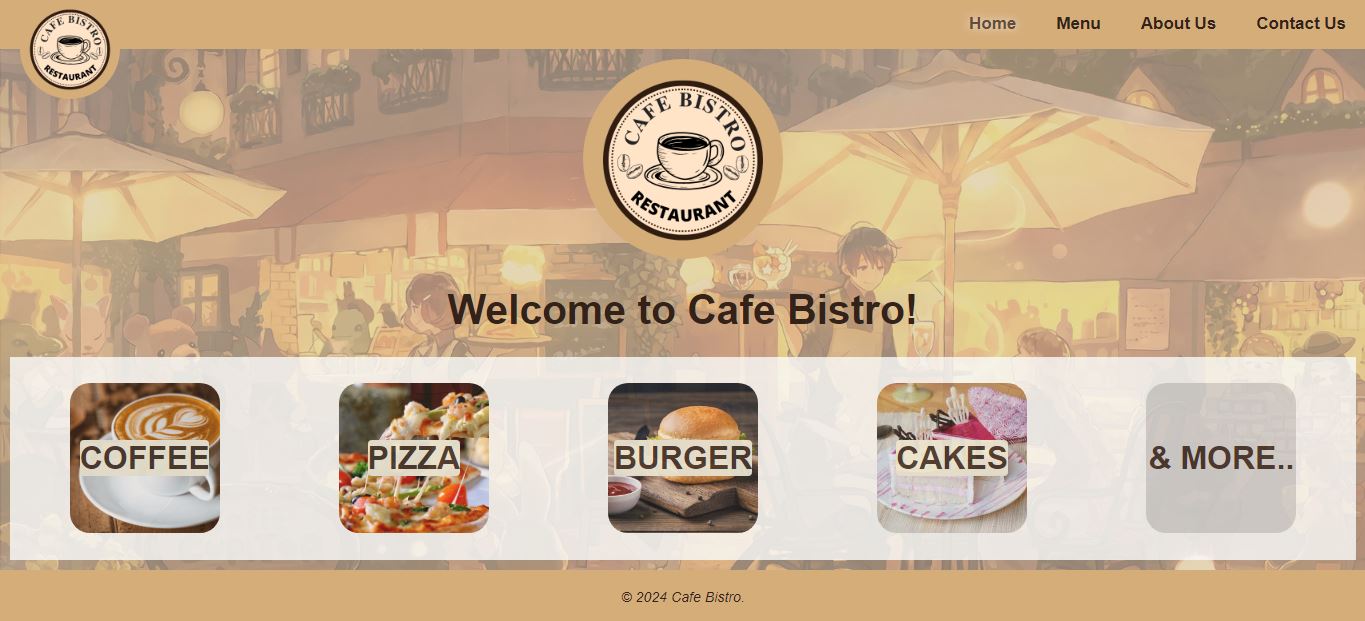 CAFE BISTRO
RESTAURANT
Home Menu About Us Contact Us
CAFE BISTRO
RESTAURANT
Welcome to Cafe Bistro!
COFFEE PIZZA BURGER CAKES & MORE..
© 2024 Cafe Bistro.